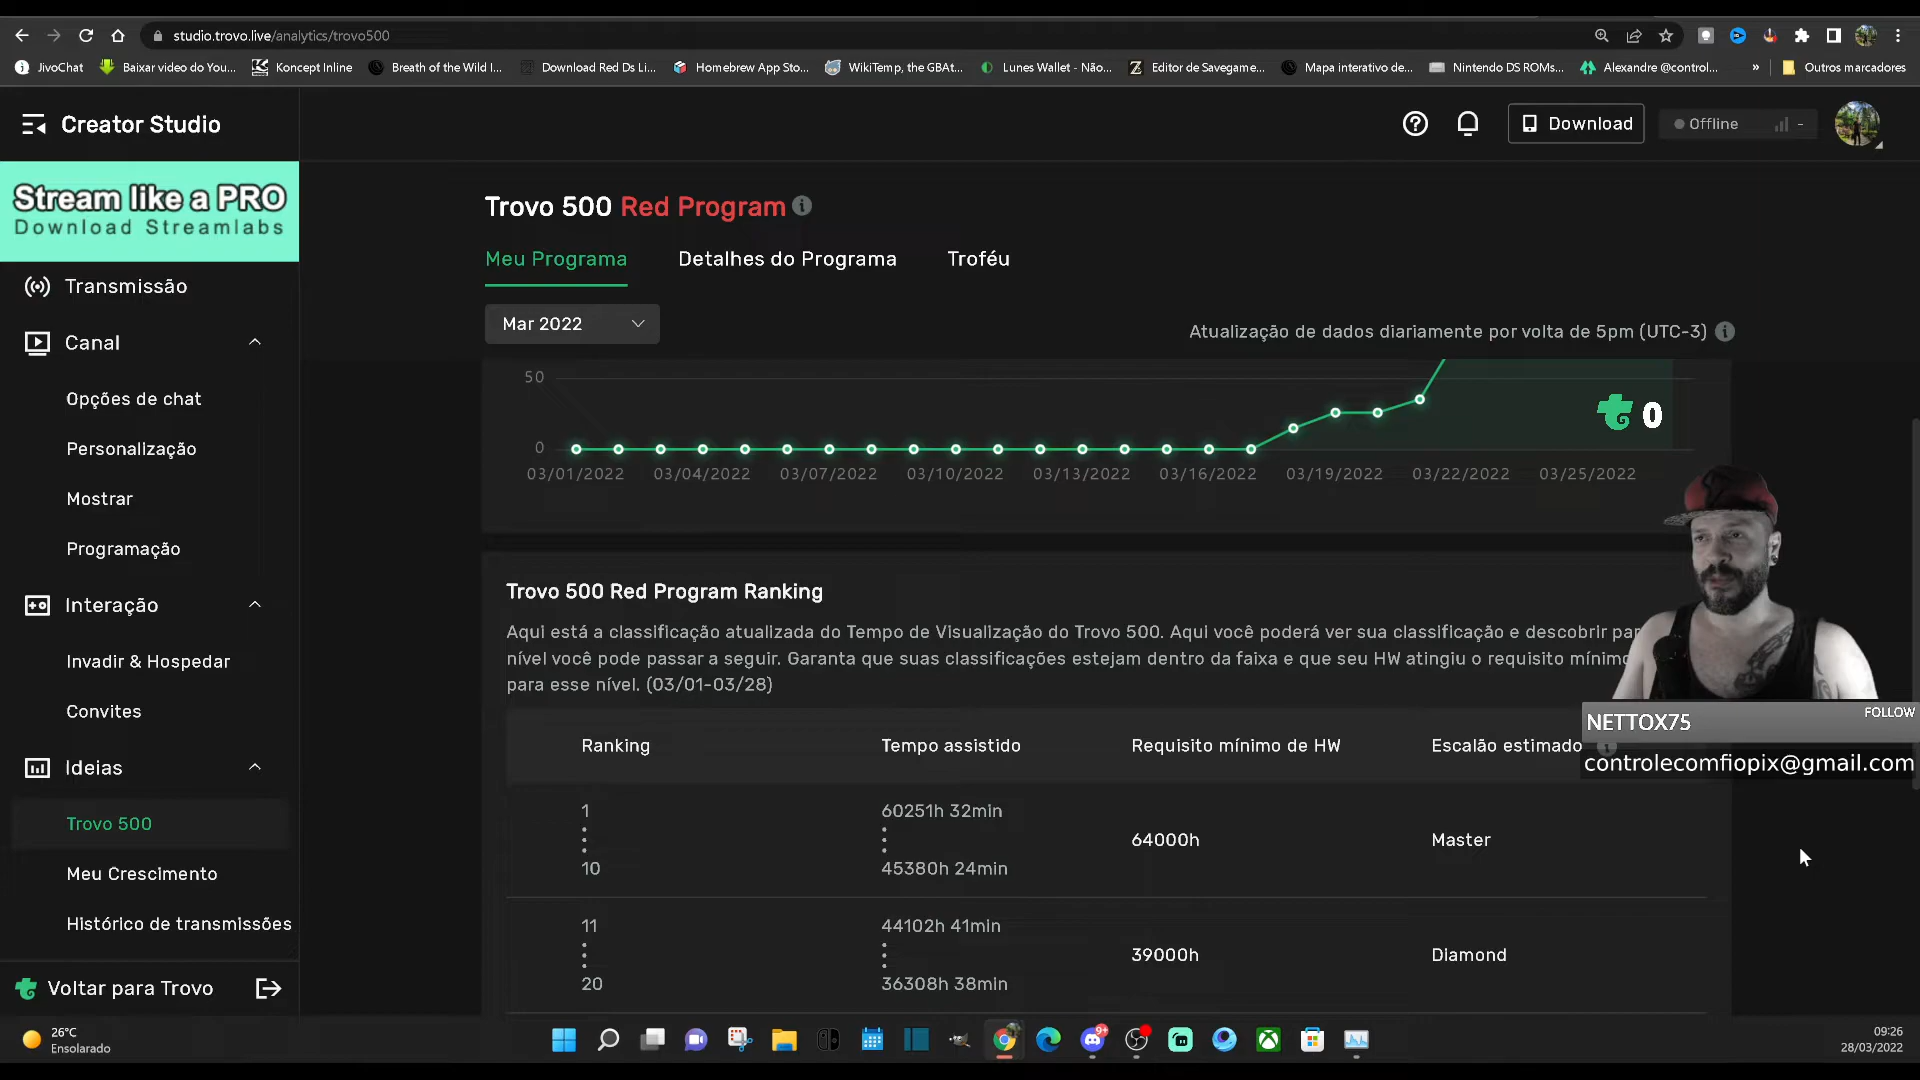 studio.trovo.live/analytics/trovo500
JivoChat
Baixar video do You...
Koncept Inline
Breath of the Wild I...
Download Red Ds Li...
Homebrew App Sto...
WikiTemp, the GBAt...
Lunes Wallet - Não...
Editor de Savegame...
Mapa interativo de...
Nintendo DS ROMs...
Alexandre @control...
»
Outros marcadores
Creator Studio
Download
Offline
-
Stream like a PRO
Download Streamlabs
Transmissão
Canal
Opções de chat
Personalização
Mostrar
Programação
Interação
Invadir & Hospedar
Convites
Ideias
Trovo 500
Meu Crescimento
Histórico de transmissões
Voltar para Trovo
Trovo 500 Red Program
Meu Programa
Detalhes do Programa
Troféu
Mar 2022
Atualização de dados diariamente por volta de 5pm (UTC-3)
50
0
0
03/01/2022
03/04/2022
03/07/2022
03/10/2022
03/13/2022
03/16/2022
03/19/2022
03/22/2022
03/25/2022
Trovo 500 Red Program Ranking
Aqui está a classificação atualizada do Tempo de Visualização do Trovo 500. Aqui você poderá ver sua classificação e descobrir
nível você pode passar a seguir. Garanta que suas classificações estejam dentro da faixa e que seu HW atingiu o requisito mínimo
para esse nível. (03/01-03/28)
Ranking
Tempo assistido
Requisito mínimo de HW
Escalão estimado
1
60251h 32min
10
45380h 24min
64000h
Master
11
44102h 41min
20
36308h 38min
39000h
Diamond
NETTOX75
FOLLOW
controlecomfiopix@gmail.com
26°C
Ensolarado
9+
09:26
28/03/2022